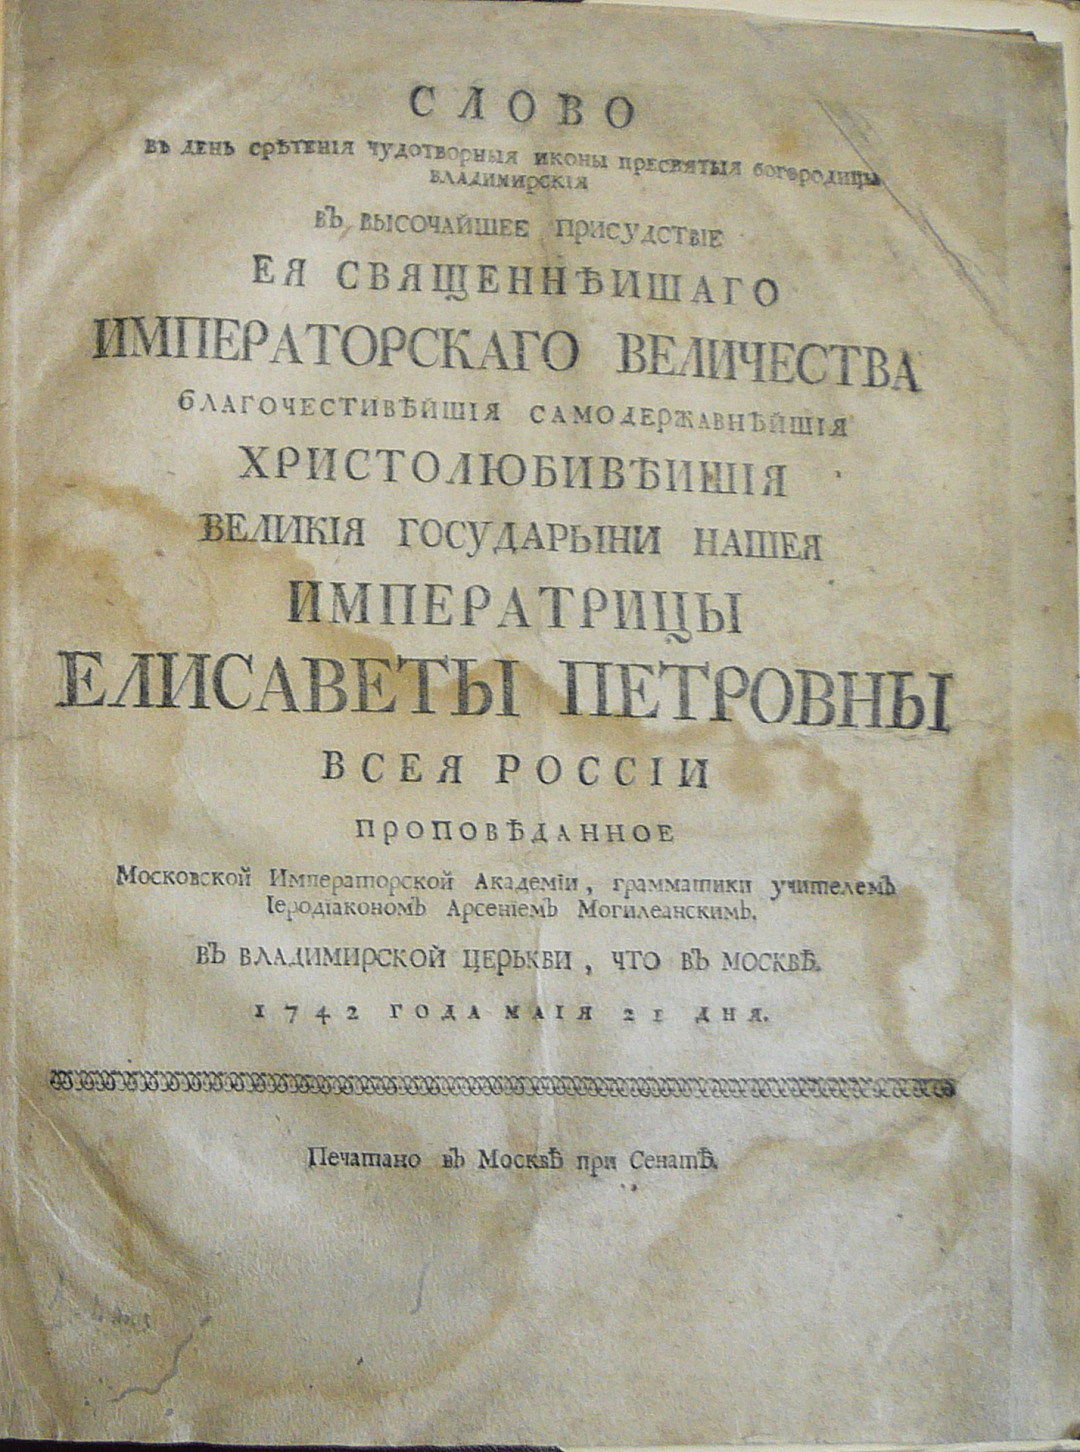 СЛОВО
ВЪ ДЕНЬ СРѢТЕНІЯ ЧУДОТВОРНЫЯ ИКОНЫ ПРЕСВЯТЫЯ БОГОРОДИЦЫ
ВЛАДИМИРСКІЯ
ВЪ ВЫСОЧАЙШЕЕ ПРИСУДСТВІЕ
ЕЯ СВЯЩЕННѢИШАГО
ИМПЕРАТОРСКАГО ВЕЛИЧЕСТВА
БЛАГОЧЕСТИВѢЙШІЯ САМОДЕРЖАВНѢЙШІЯ
ХРИСТОЛЮБИВѢИШІЯ
ВЕЛИКІЯ ГОСУДАРЫНИ НАШЕЯ
ИМПЕРАТРИЦЫ
ЕЛИСАВЕТЫ ПЕТРОВНЫ
ВСЕЯ РОССІИ
ПРОПОВѢДАННОЕ
Московской Императорской Академіи, грамматики учителемъ
Іеродіакономъ Арсеніемъ Могилеанскимъ.
ВЪ ВЛАДИМИРСКОЙ ЦЕРЬКВИ, ЧТО ВЪ МОСКВѢ.
1742 ГОДА МАІЯ 21 ДНЯ.
Печатано въ Москвѣ при Сенатѣ.